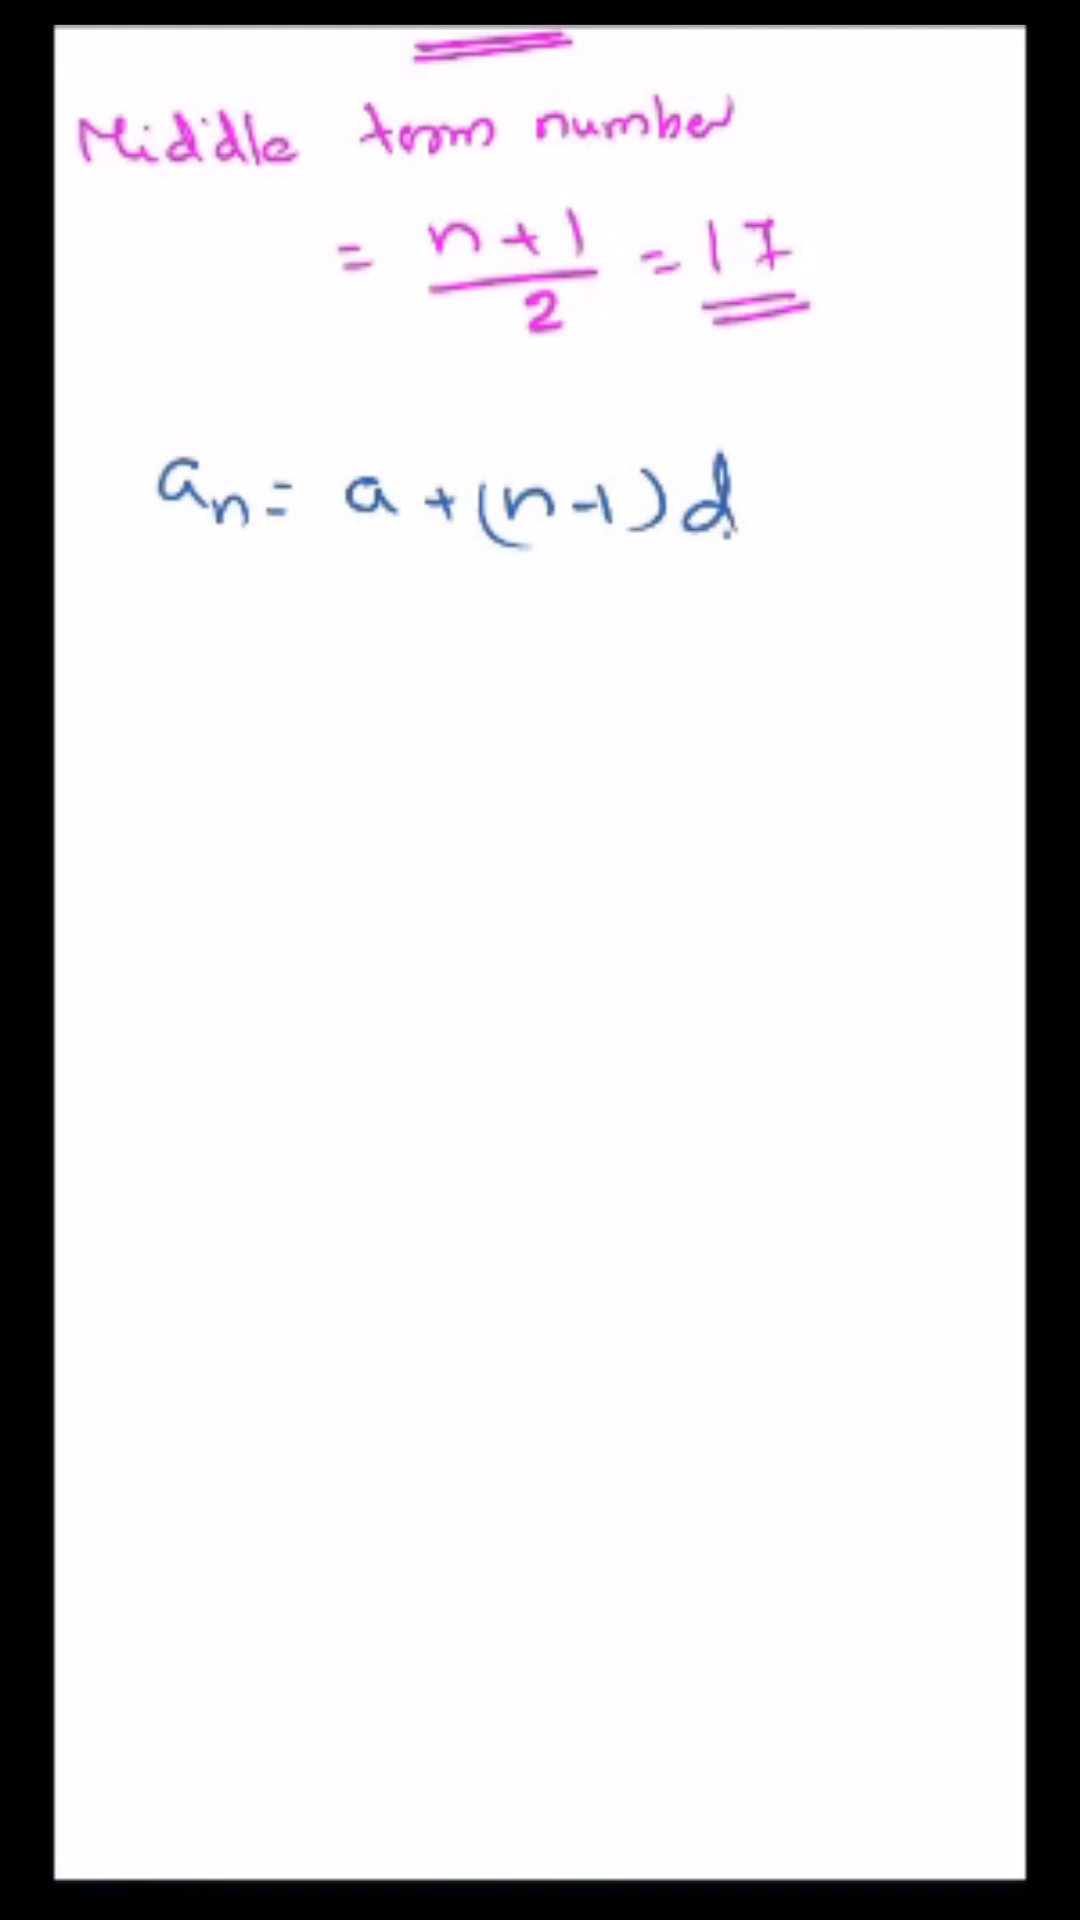 Middle term number
= n+1/2 = 17
an = a + (n-1)d